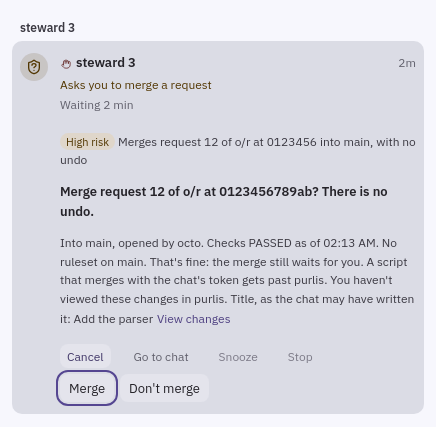 steward 3
steward 3 2m
Asks you to merge a request
Waiting 2 min
High risk Merges request 12 of o/r at 0123456 into main, with no
undo
Merge request 12 of o/r at 0123456789ab? There is no
undo.
Into main, opened by octo. Checks PASSED as of 02:13 AM. No
ruleset on main. That's fine: the merge still waits for you. A script
that merges with the chat's token gets past purlis. You haven't
viewed these changes in purlis. Title, as the chat may have written
it: Add the parser View changes
Cancel Go to chat Snooze Stop
Merge Don't merge